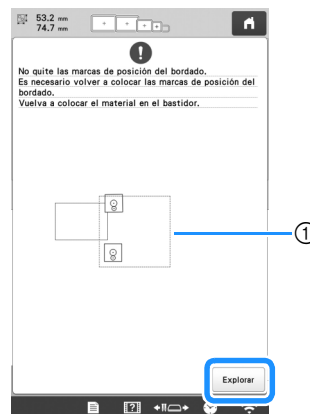 53.2 mm
74.7 mm
No quite las marcas de posición del bordado.
Es necesario volver a colocar las marcas de posición del
bordado.
Vuelva a colocar el material en el bastidor.
①
Explorar